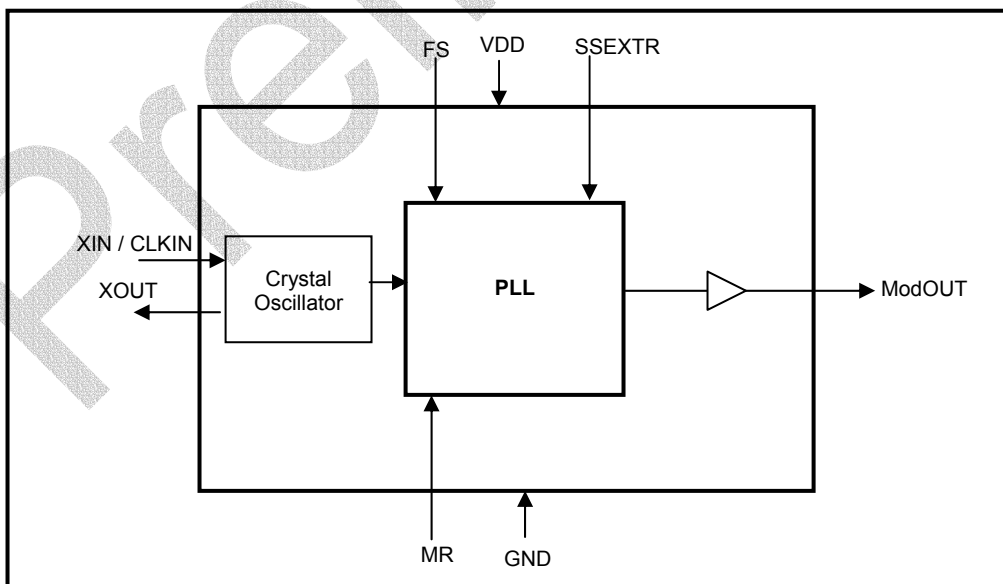 FS
VDD
SSEXTR
XIN / CLKIN
XOUT
Crystal
Oscillator
PLL
ModOUT
MR
GND